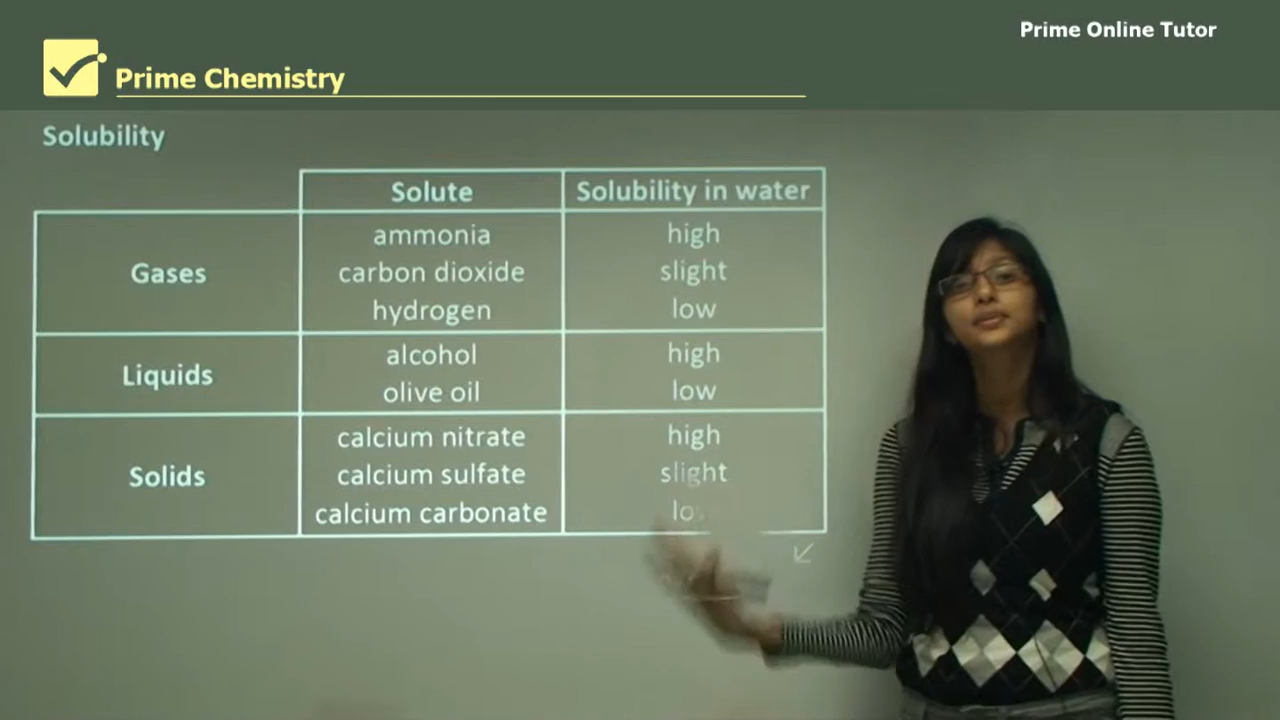 Prime Online Tutor
Prime Chemistry
Solubility
Solute Solubility in water
Gases
ammonia high
carbon dioxide slight
hydrogen low
Liquids
alcohol high
olive oil low
Solids
calcium nitrate high
calcium sulfate slight
calcium carbonate